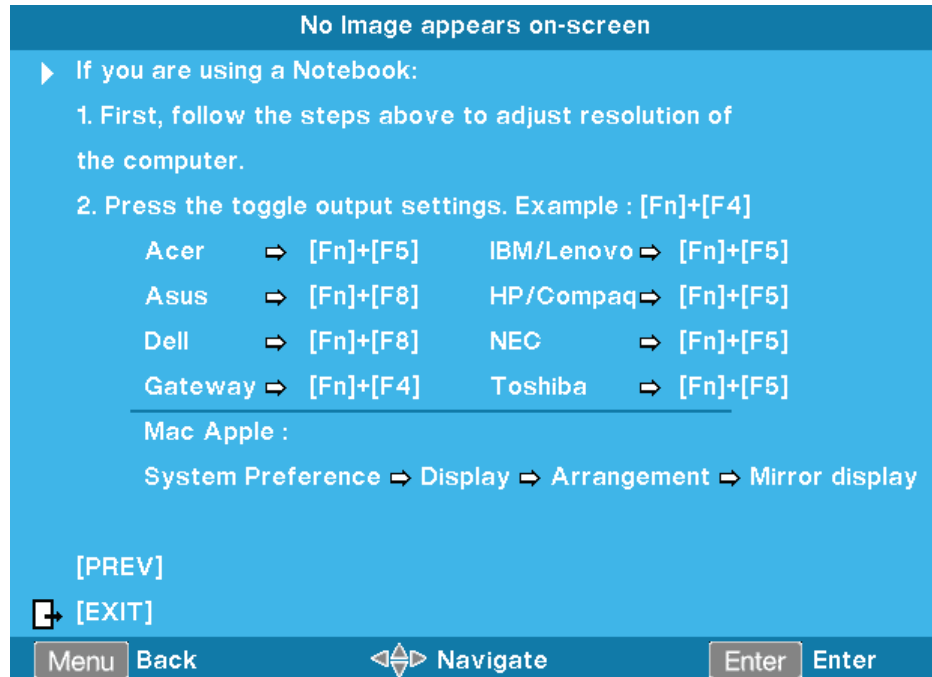 No Image appears on-screen
If you are using a Notebook:
1. First, follow the steps above to adjust resolution of
the computer.
2. Press the toggle output settings. Example : [Fn]+[F4]
Acer ⇨ [Fn]+[F5] IBM/Lenovo ⇨ [Fn]+[F5]
Asus ⇨ [Fn]+[F8] HP/Compaq ⇨ [Fn]+[F5]
Dell ⇨ [Fn]+[F8] NEC ⇨ [Fn]+[F5]
Gateway ⇨ [Fn]+[F4] Toshiba ⇨ [Fn]+[F5]
Mac Apple :
System Preference ⇨ Display ⇨ Arrangement ⇨ Mirror display
[PREV]
[EXIT]
Menu Back Navigate Enter Enter